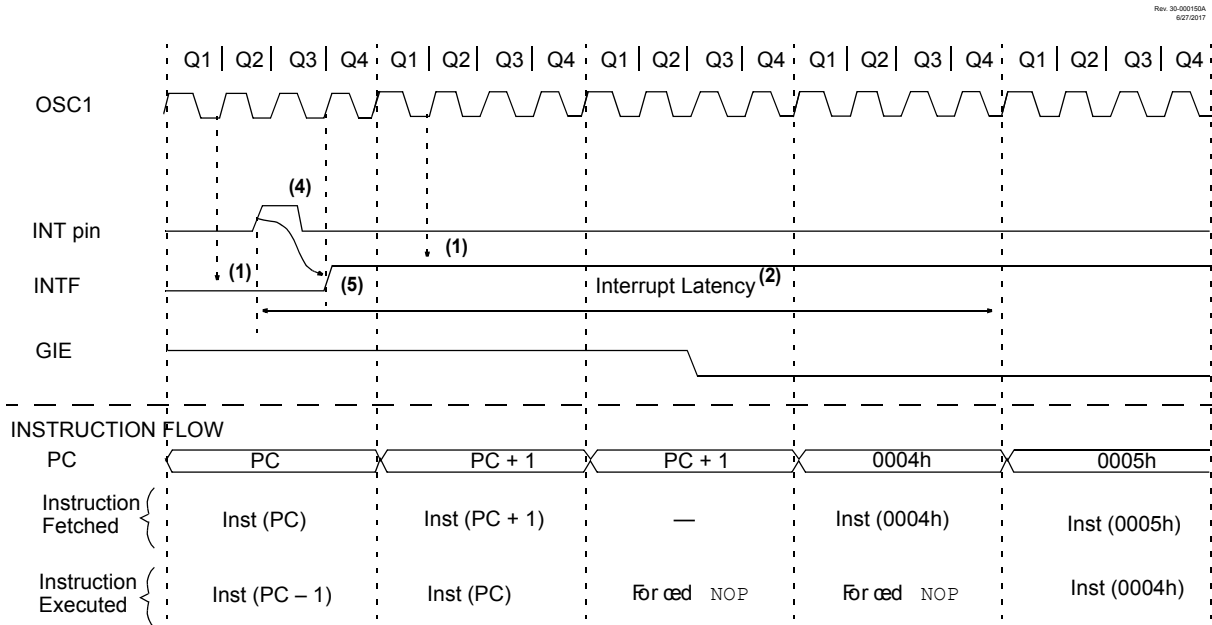 Rev. 30-000150A
6/27/2017
Q1 Q2 Q3 Q4 Q1 Q2 Q3 Q4 Q1 Q2 Q3 Q4 Q1 Q2 Q3 Q4 Q1 Q2 Q3 Q4
OSC1
(4)
INT pin
(1)
(1)
INTF
(5)
Interrupt Latency (2)
GIE
INSTRUCTION FLOW
PC PC PC + 1 PC + 1 0004h 0005h
Instruction
Fetched
Inst (PC) Inst (PC + 1) — Inst (0004h) Inst (0005h)
Instruction
Executed
Inst (PC – 1) Inst (PC) Forced NOP Forced NOP Inst (0004h)